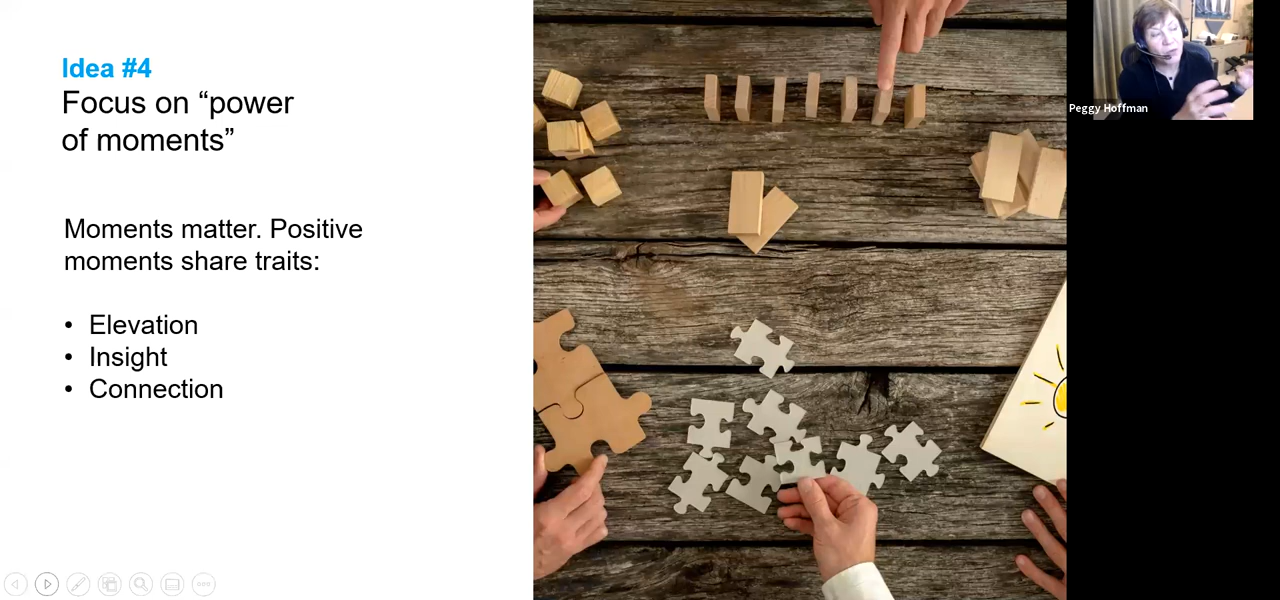 Idea #4
Focus on “power
of moments”
Moments matter. Positive
moments share traits:
• Elevation
• Insight
• Connection
Peggy Hoffman